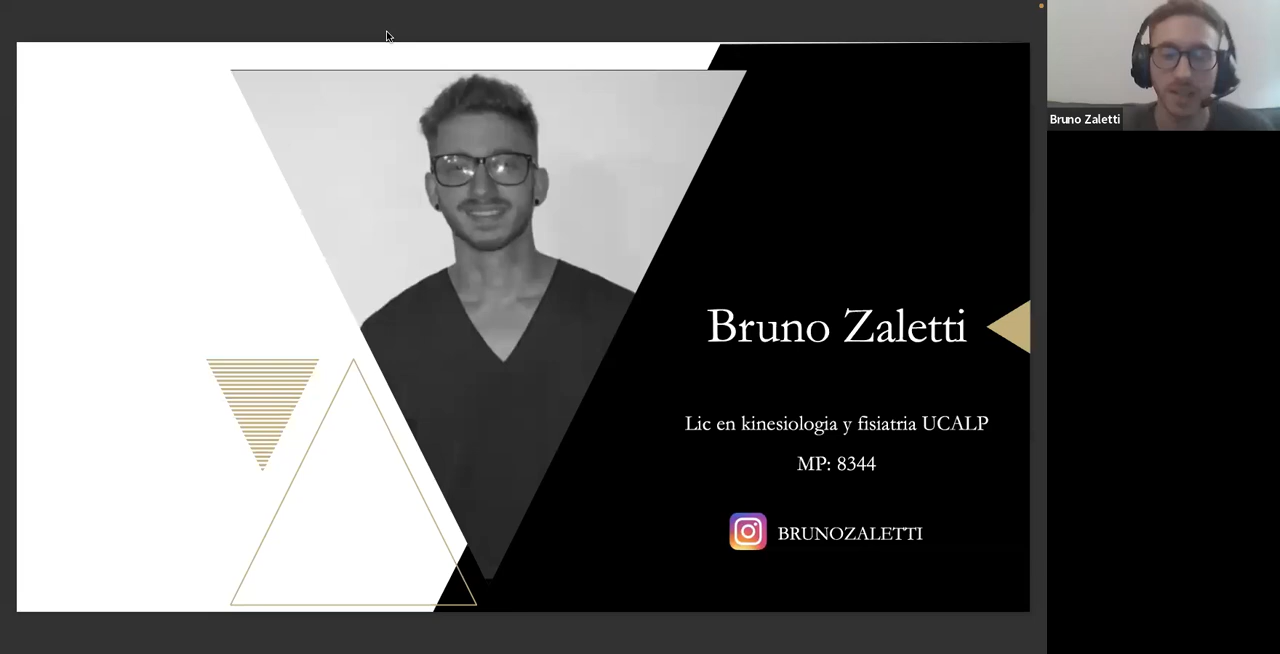 Bruno Zaletti
Lic en kinesiologia y fisiatria UCALP
MP: 8344
BRUNOZALETTI
Bruno Zaletti